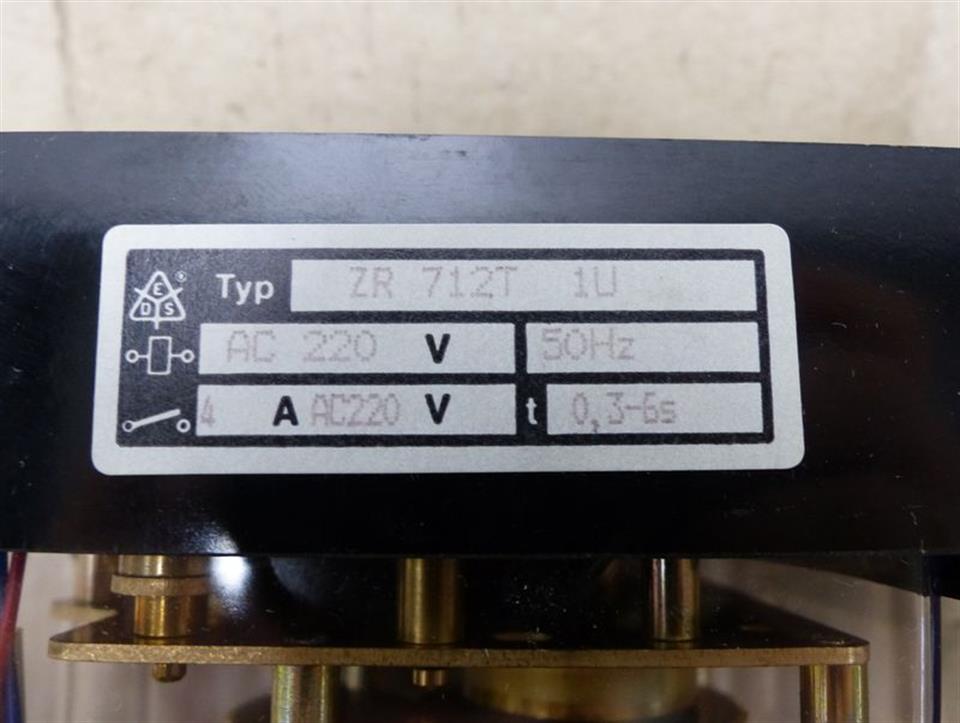 E
D S ®
Typ ZR 712T 1U
AC 220 V 50Hz
4 A AC220 V t 0,3-6s